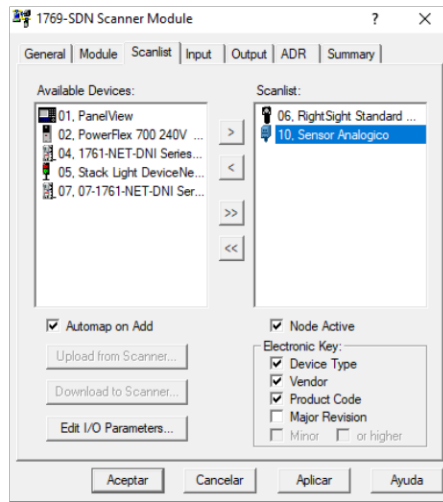 1769-SDN Scanner Module ? ×
General Module Scanlist Input Output ADR Summary
Available Devices:
01, PanelView
02, PowerFlex 700 240V ...
04, 1761-NET-DNI Series...
05, Stack Light DeviceNe...
07, 07-1761-NET-DNI Ser...
>
<
>>
<<
Scanlist:
06, RightSight Standard ...
10, Sensor Analogico
Automap on Add
Upload from Scanner...
Download to Scanner...
Edit I/O Parameters...
Node Active
Electronic Key:
Device Type
Vendor
Product Code
Major Revision
Minor or higher
Aceptar Cancelar Aplicar Ayuda